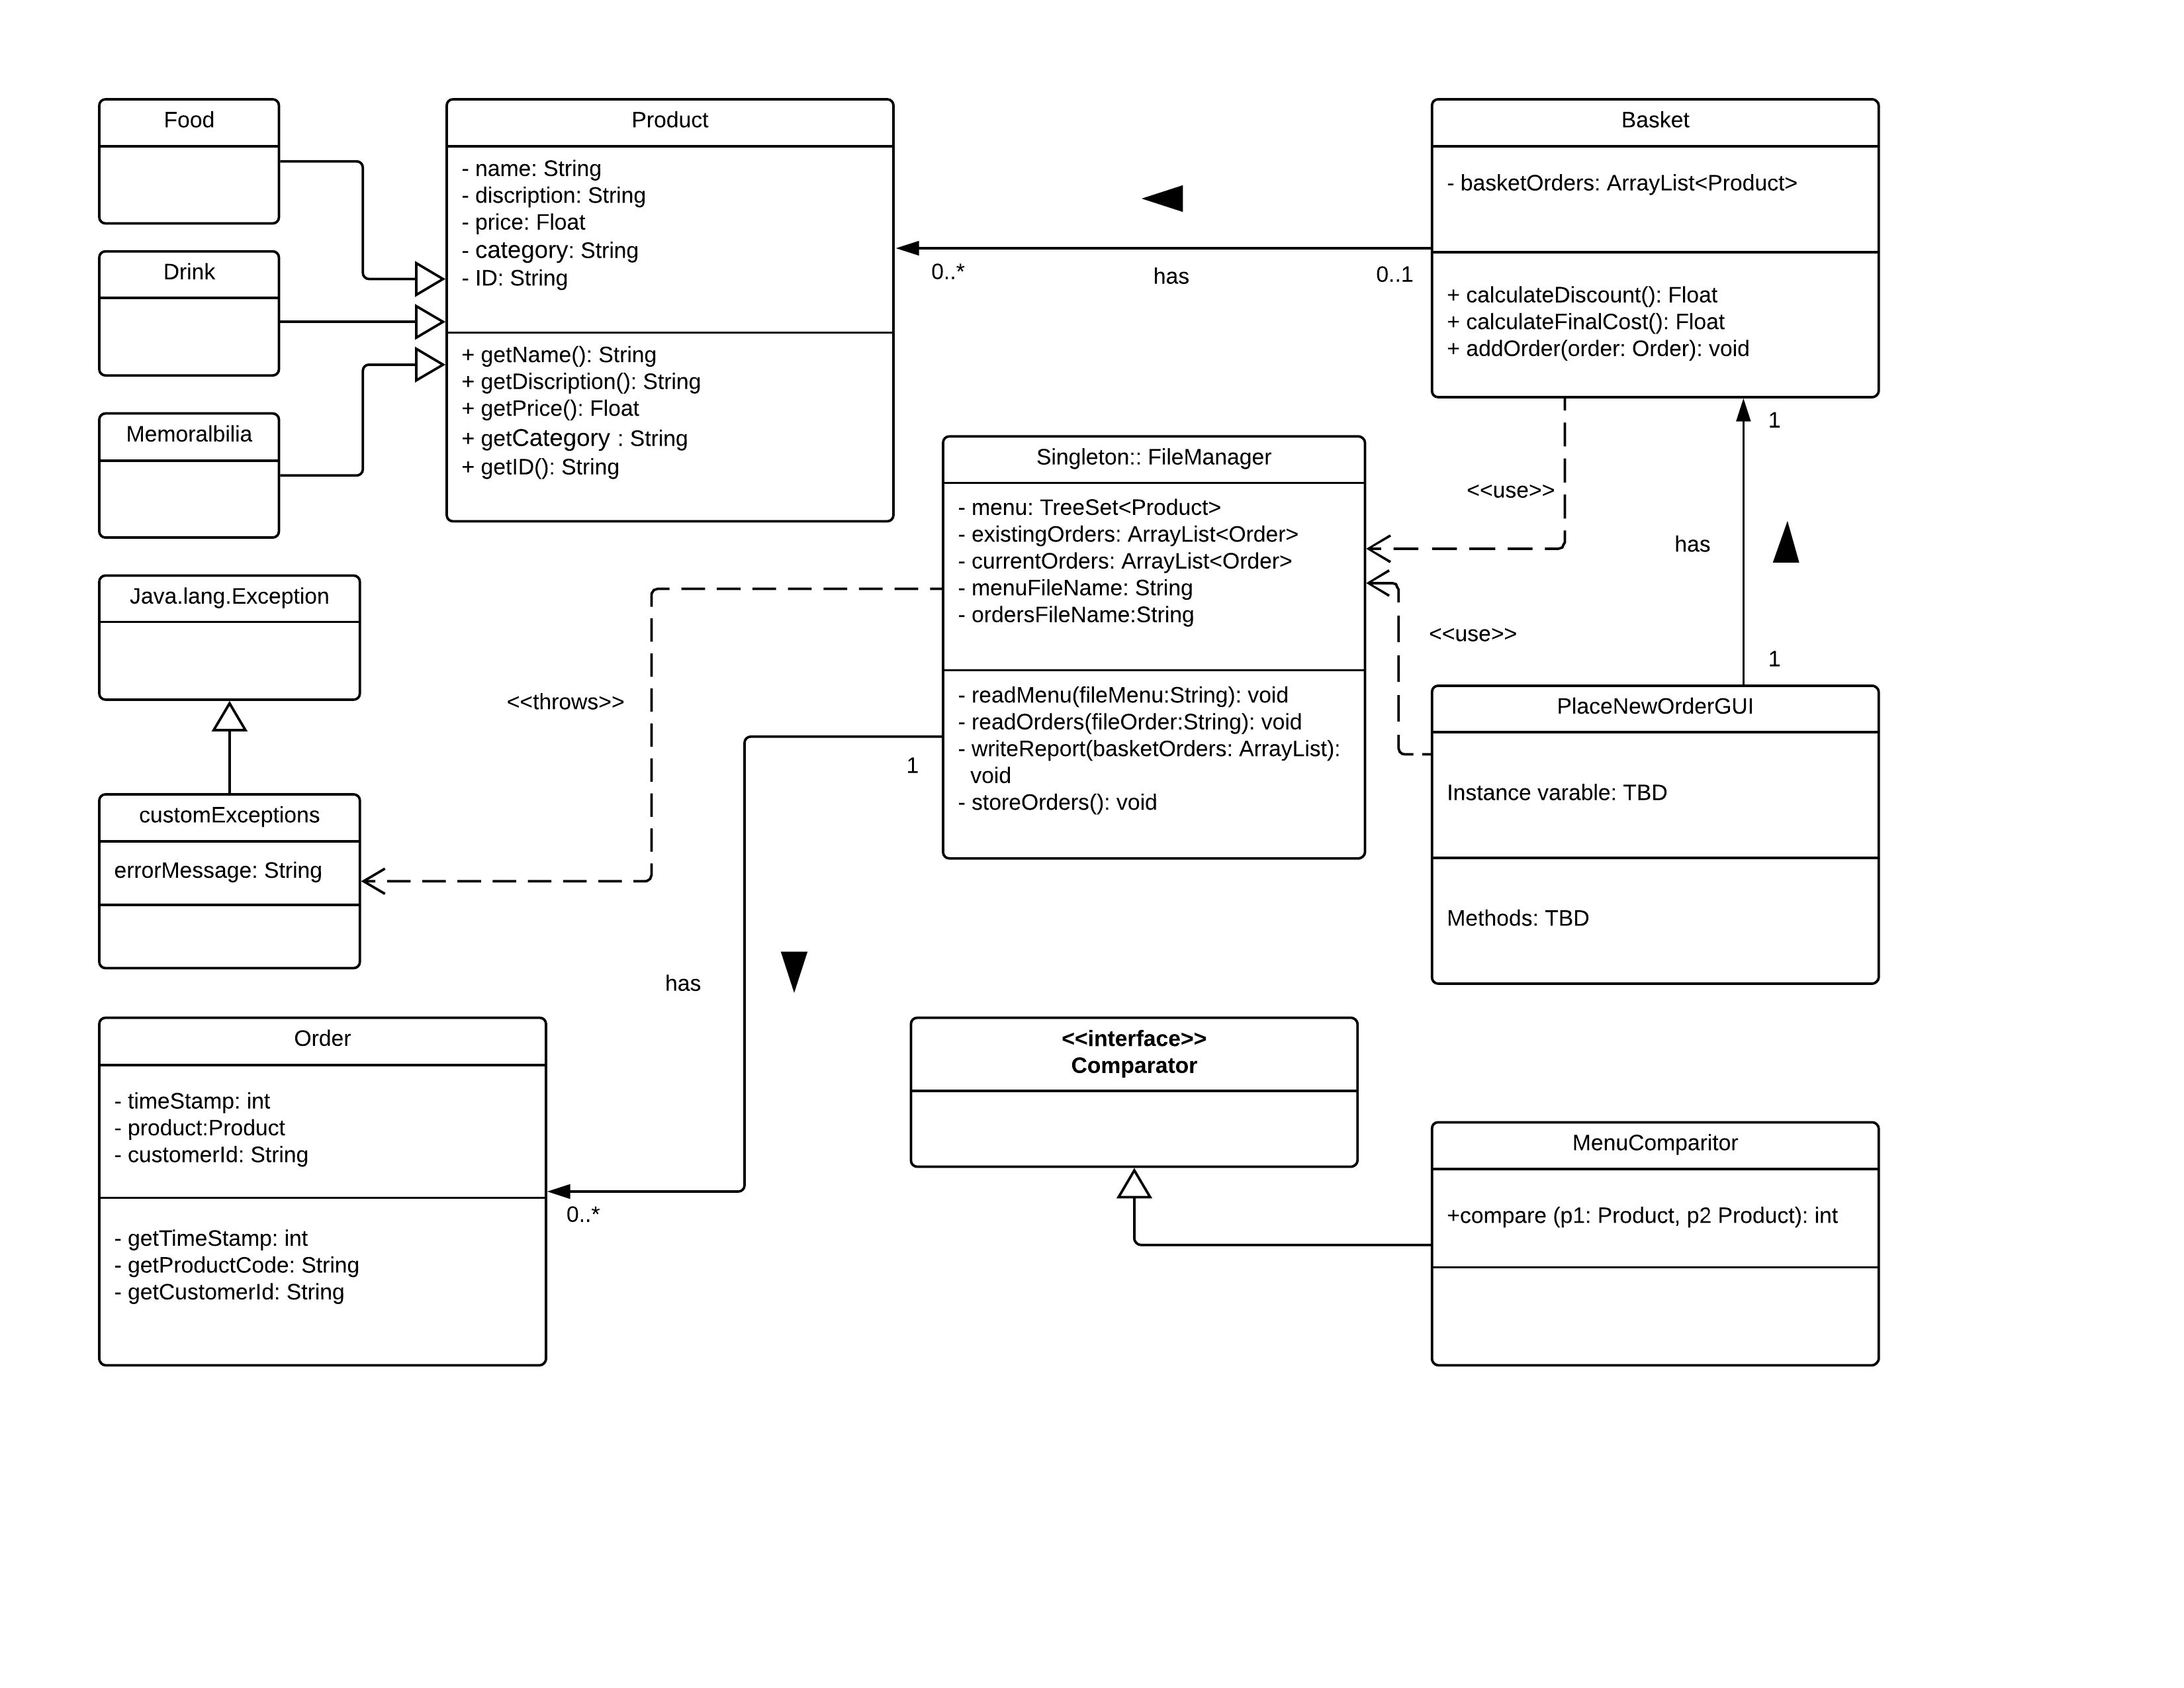 Food
Drink
Memoralbilia
Product
- name: String
- discription: String
- price: Float
- category: String
- ID: String
+ getName(): String
+ getDiscription(): String
+ getPrice(): Float
+ getCategory : String
+ getID(): String
0..*
has
0..1
Basket
- basketOrders: ArrayList<Product>
+ calculateDiscount(): Float
+ calculateFinalCost(): Float
+ addOrder(order: Order): void
1
<<use>>
has
<<use>>
1
Singleton:: FileManager
- menu: TreeSet<Product>
- existingOrders: ArrayList<Order>
- currentOrders: ArrayList<Order>
- menuFileName: String
- ordersFileName:String
- readMenu(fileMenu:String): void
- readOrders(fileOrder:String): void
- writeReport(basketOrders: ArrayList):
void
- storeOrders(): void
Java.lang.Exception
<<throws>>
1
customExceptions
errorMessage: String
PlaceNewOrderGUI
Instance varable: TBD
Methods: TBD
has
Order
- timeStamp: int
- product:Product
- customerId: String
- getTimeStamp: int
- getProductCode: String
- getCustomerId: String
0..*
<<interface>>
Comparator
MenuComparitor
+compare (p1: Product, p2 Product): int